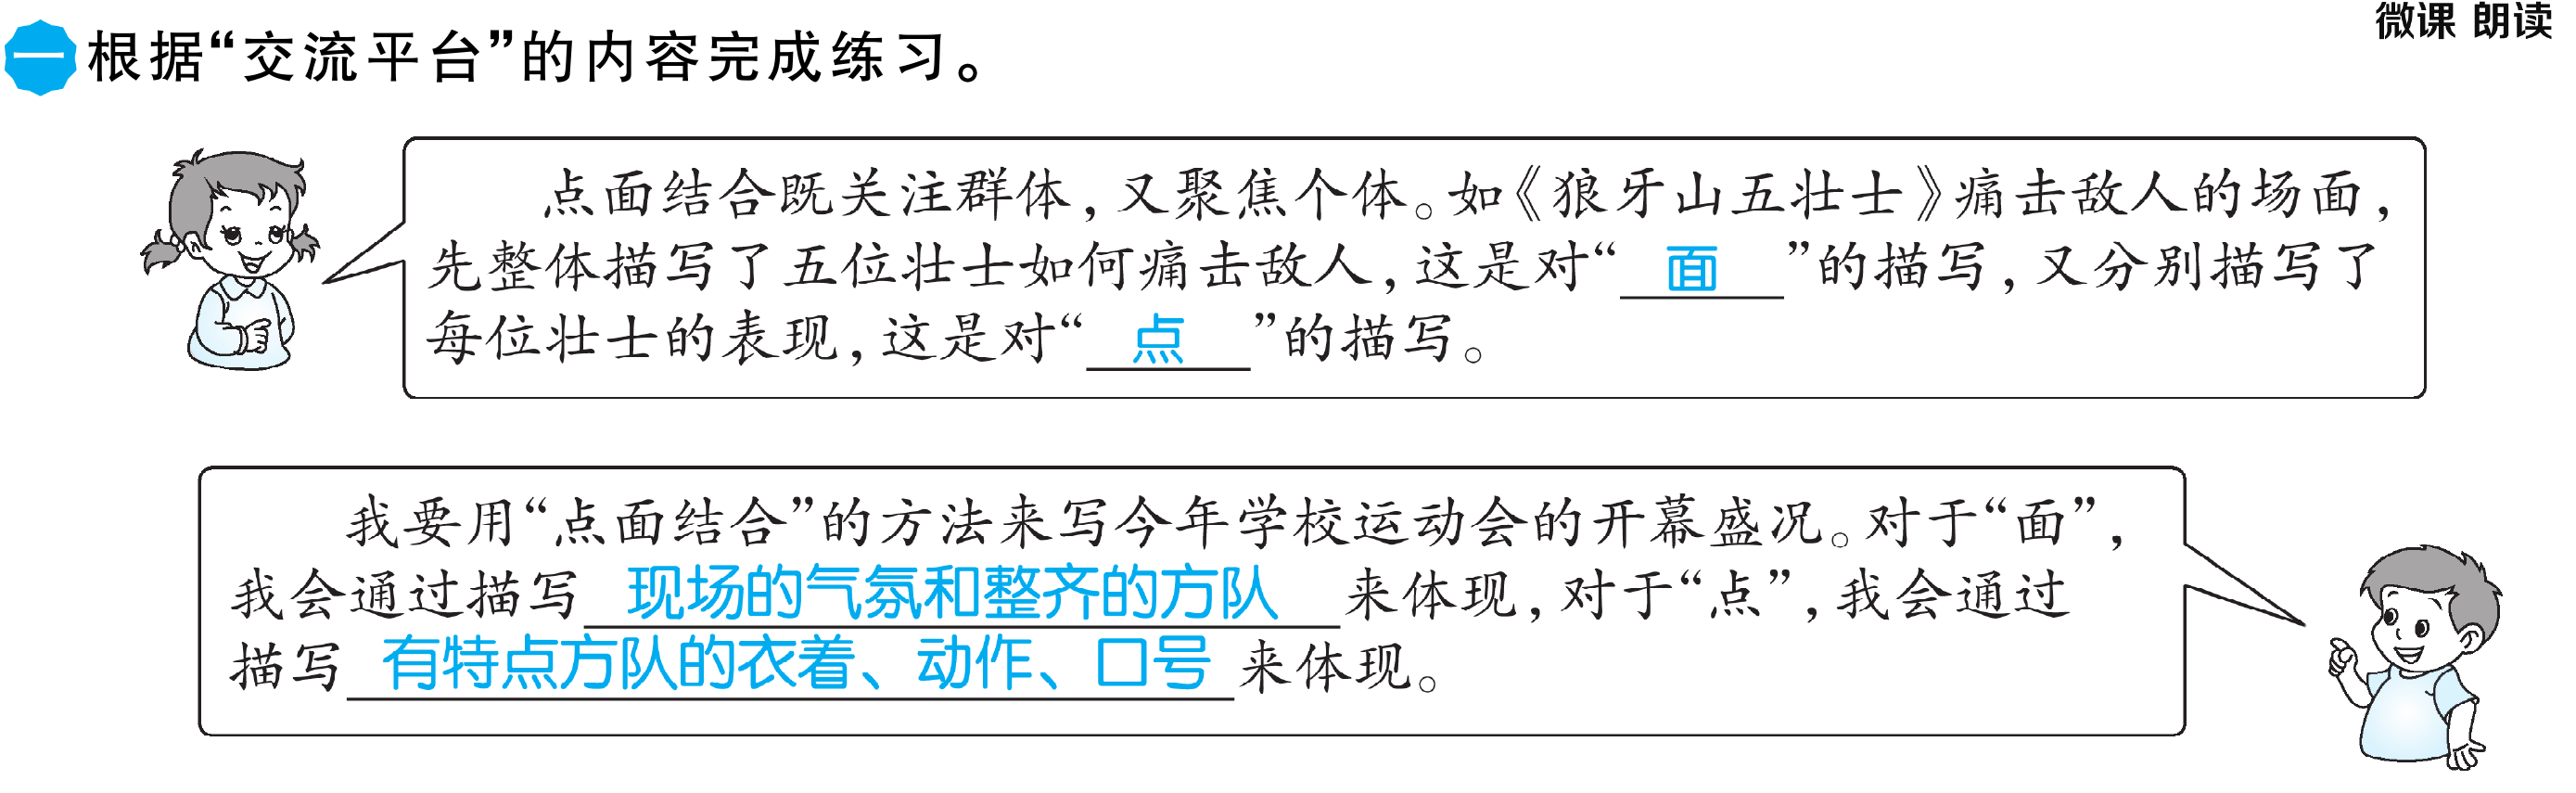 微课 朗读
一 根据“交流平台”的内容完成练习。
点面结合既关注群体，又聚焦个体。如《狼牙山五壮士》痛击敌人的场面，
先整体描写了五位壮士如何痛击敌人，这是对“面”的描写，又分别描写了
每位壮士的表现，这是对“点”的描写。
我要用“点面结合”的方法来写今年学校运动会的开幕盛况。对于“面”，
我会通过描写现场的气氛和整齐的方队来体现，对于“点”，我会通过
描写有特点方队的衣着、动作、口号来体现。